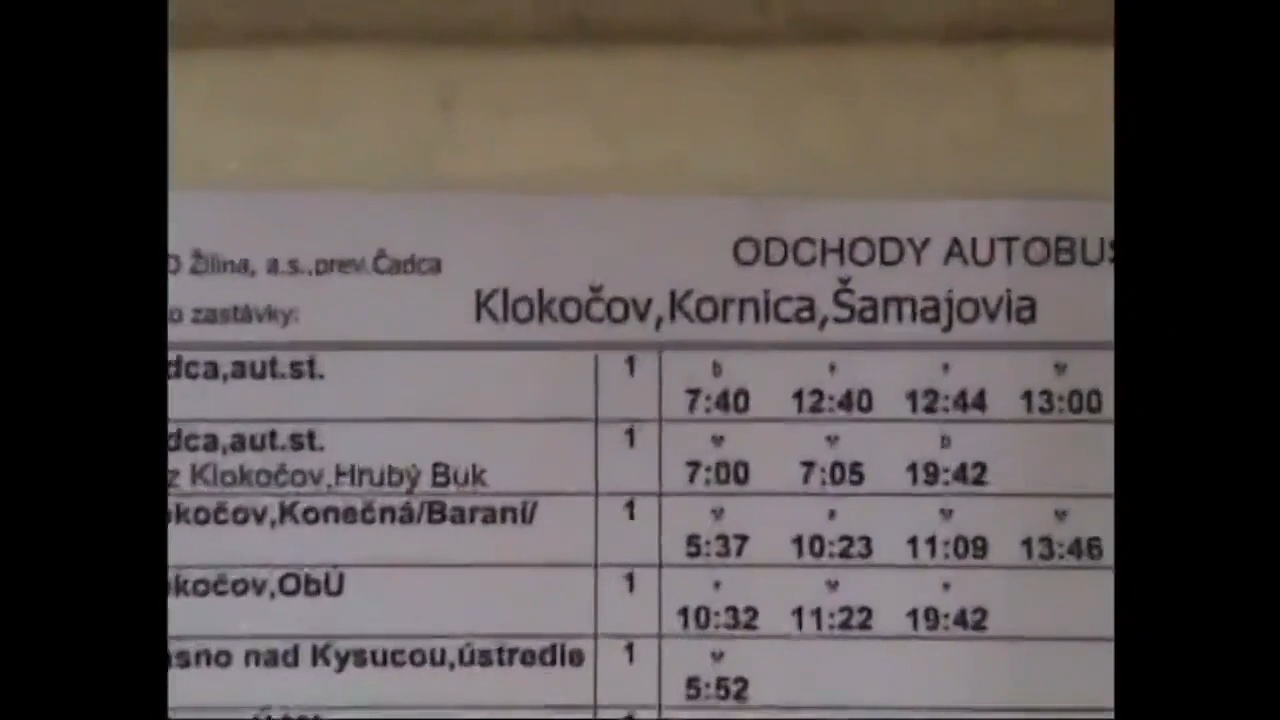 Žilina, a.s.,prev.Čadca
ODCHODY AUTOBUS
zastávky:
Klokočov,Kornica,Šamajovia
dca,aut.st. 1 b
7:40 12:40 12:44 13:00
dca,aut.st. 1 b
z Klokočov,Hrubý Buk 7:00 7:05 19:42
okočov,Konečná/Baraní/ 1
5:37 10:23 11:09 13:46
okočov,ObÚ 1
10:32 11:22 19:42
asno nad Kysucou,ústredie 1
5:52